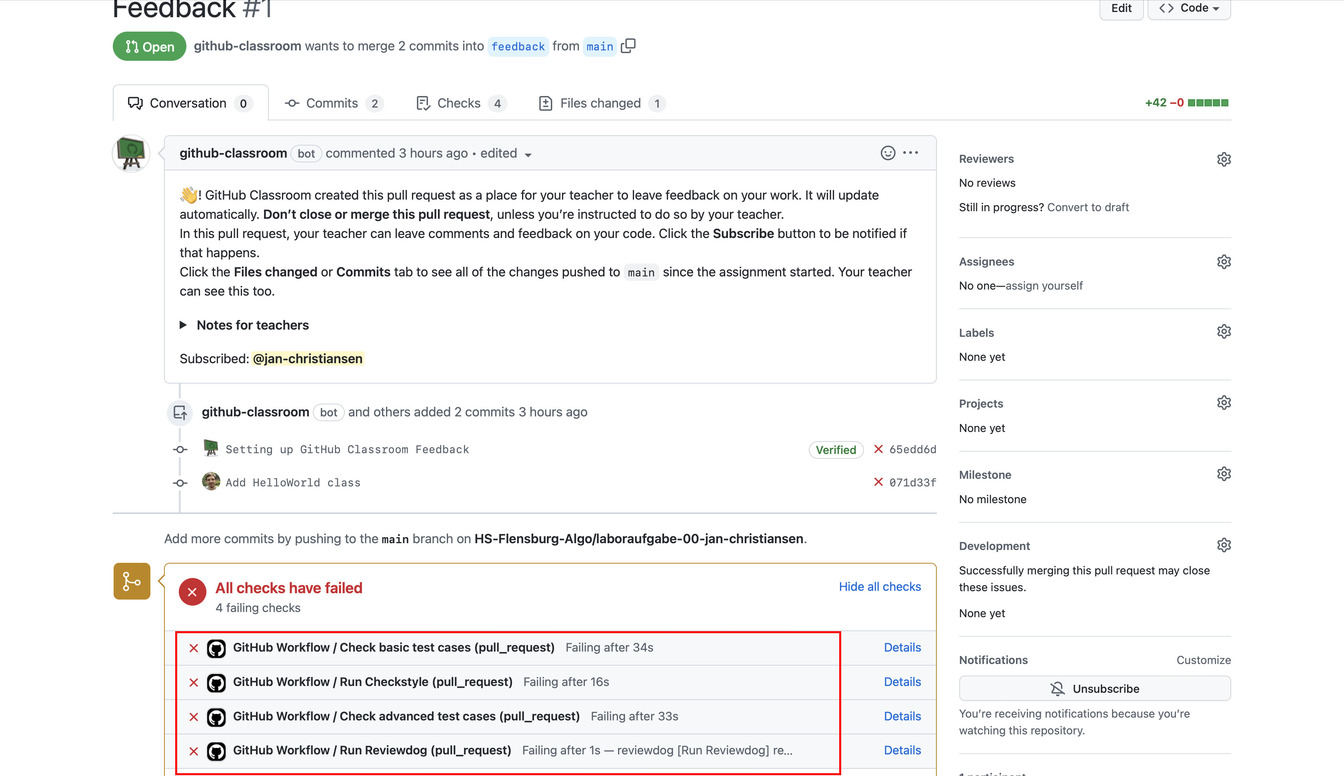 Feedback #1
Edit
Code
Open
github-classroom wants to merge 2 commits into feedback from main
Conversation 0
Commits 2
Checks 4
Files changed 1
+42 −0
github-classroom bot commented 3 hours ago • edited
👋! GitHub Classroom created this pull request as a place for your teacher to leave feedback on your work. It will update
automatically. Don't close or merge this pull request, unless you're instructed to do so by your teacher.
In this pull request, your teacher can leave comments and feedback on your code. Click the Subscribe button to be notified if
that happens.
Click the Files changed or Commits tab to see all of the changes pushed to main since the assignment started. Your teacher
can see this too.
Notes for teachers
Subscribed: @jan-christiansen
github-classroom bot and others added 2 commits 3 hours ago
Setting up GitHub Classroom Feedback Verified 65edd6d
Add HelloWorld class 071d33f
Add more commits by pushing to the main branch on HS-Flensburg-Algo/laboraufgabe-00-jan-christiansen.
All checks have failed
Hide all checks
4 failing checks
GitHub Workflow / Check basic test cases (pull_request) Failing after 34s Details
GitHub Workflow / Run Checkstyle (pull_request) Failing after 16s Details
GitHub Workflow / Check advanced test cases (pull_request) Failing after 33s Details
GitHub Workflow / Run Reviewdog (pull_request) Failing after 1s — reviewdog [Run Reviewdog] re... Details
Reviewers
No reviews
Still in progress? Convert to draft
Assignees
No one—assign yourself
Labels
None yet
Projects
None yet
Milestone
No milestone
Development
Successfully merging this pull request may close
these issues.
None yet
Notifications Customize
Unsubscribe
You're receiving notifications because you're
watching this repository.
1 participant